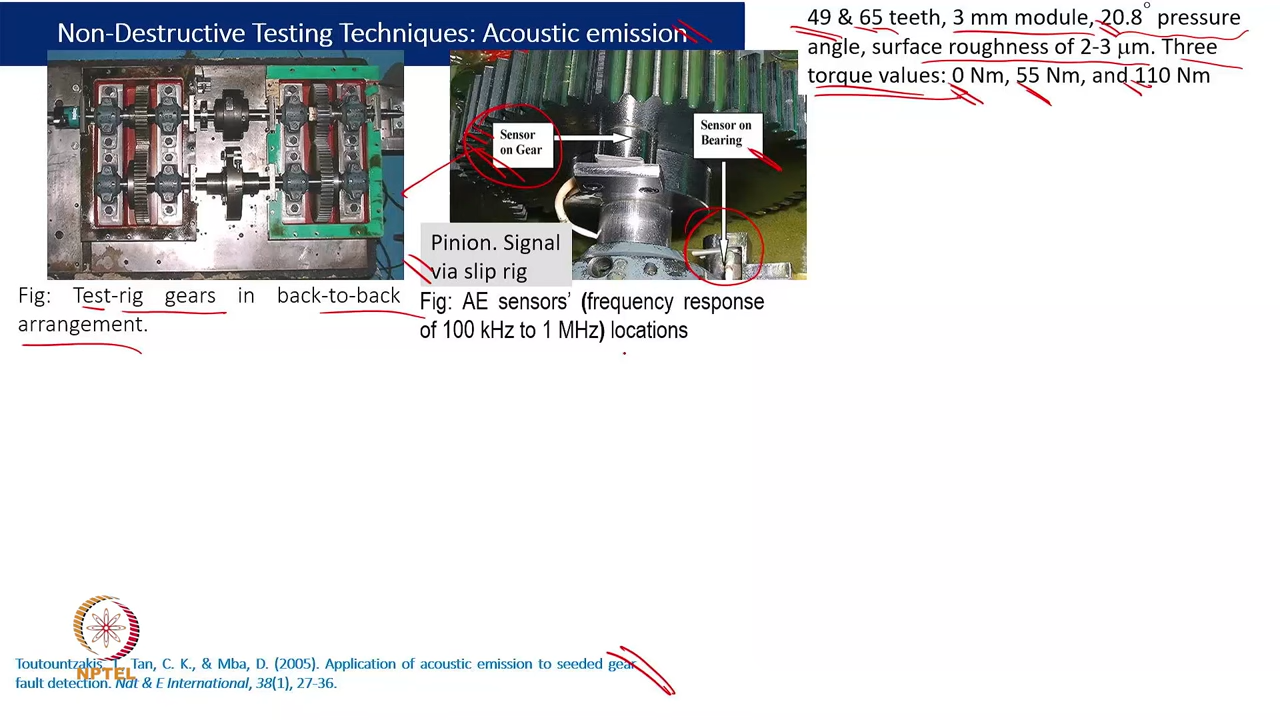 Non-Destructive Testing Techniques: Acoustic emission
49 & 65 teeth, 3 mm module, 20.8° pressure
angle, surface roughness of 2-3 μm. Three
torque values: 0 Nm, 55 Nm, and 110 Nm
Sensor
on Gear
Sensor on
Bearing
Pinion. Signal
via slip rig
Fig: Test-rig gears in back-to-back
arrangement.
Fig: AE sensors' (frequency response
of 100 kHz to 1 MHz) locations
Toutountzakis, T., Tan, C. K., & Mba, D. (2005). Application of acoustic emission to seeded gear
fault detection. Ndt & E International, 38(1), 27-36.
NPTEL